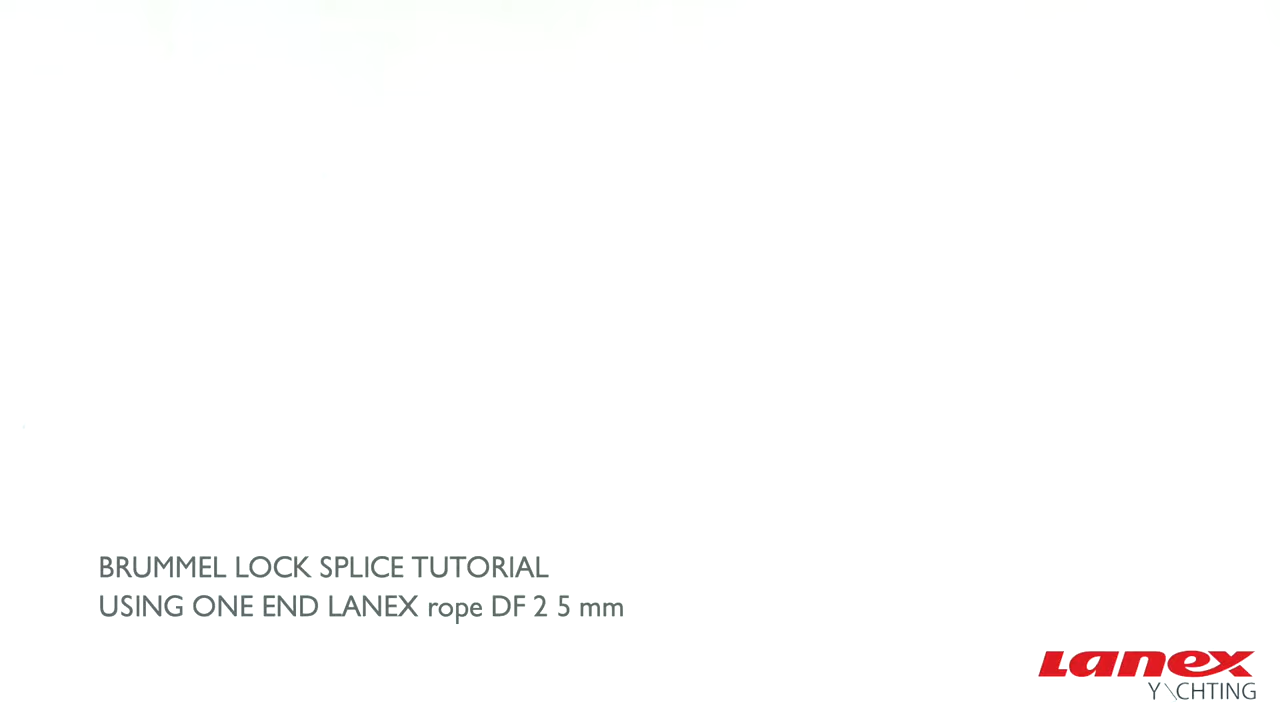 BRUMMEL LOCK SPLICE TUTORIAL
USING ONE END LANEX rope DF 2 5 mm
Lanex
Y\CHTING